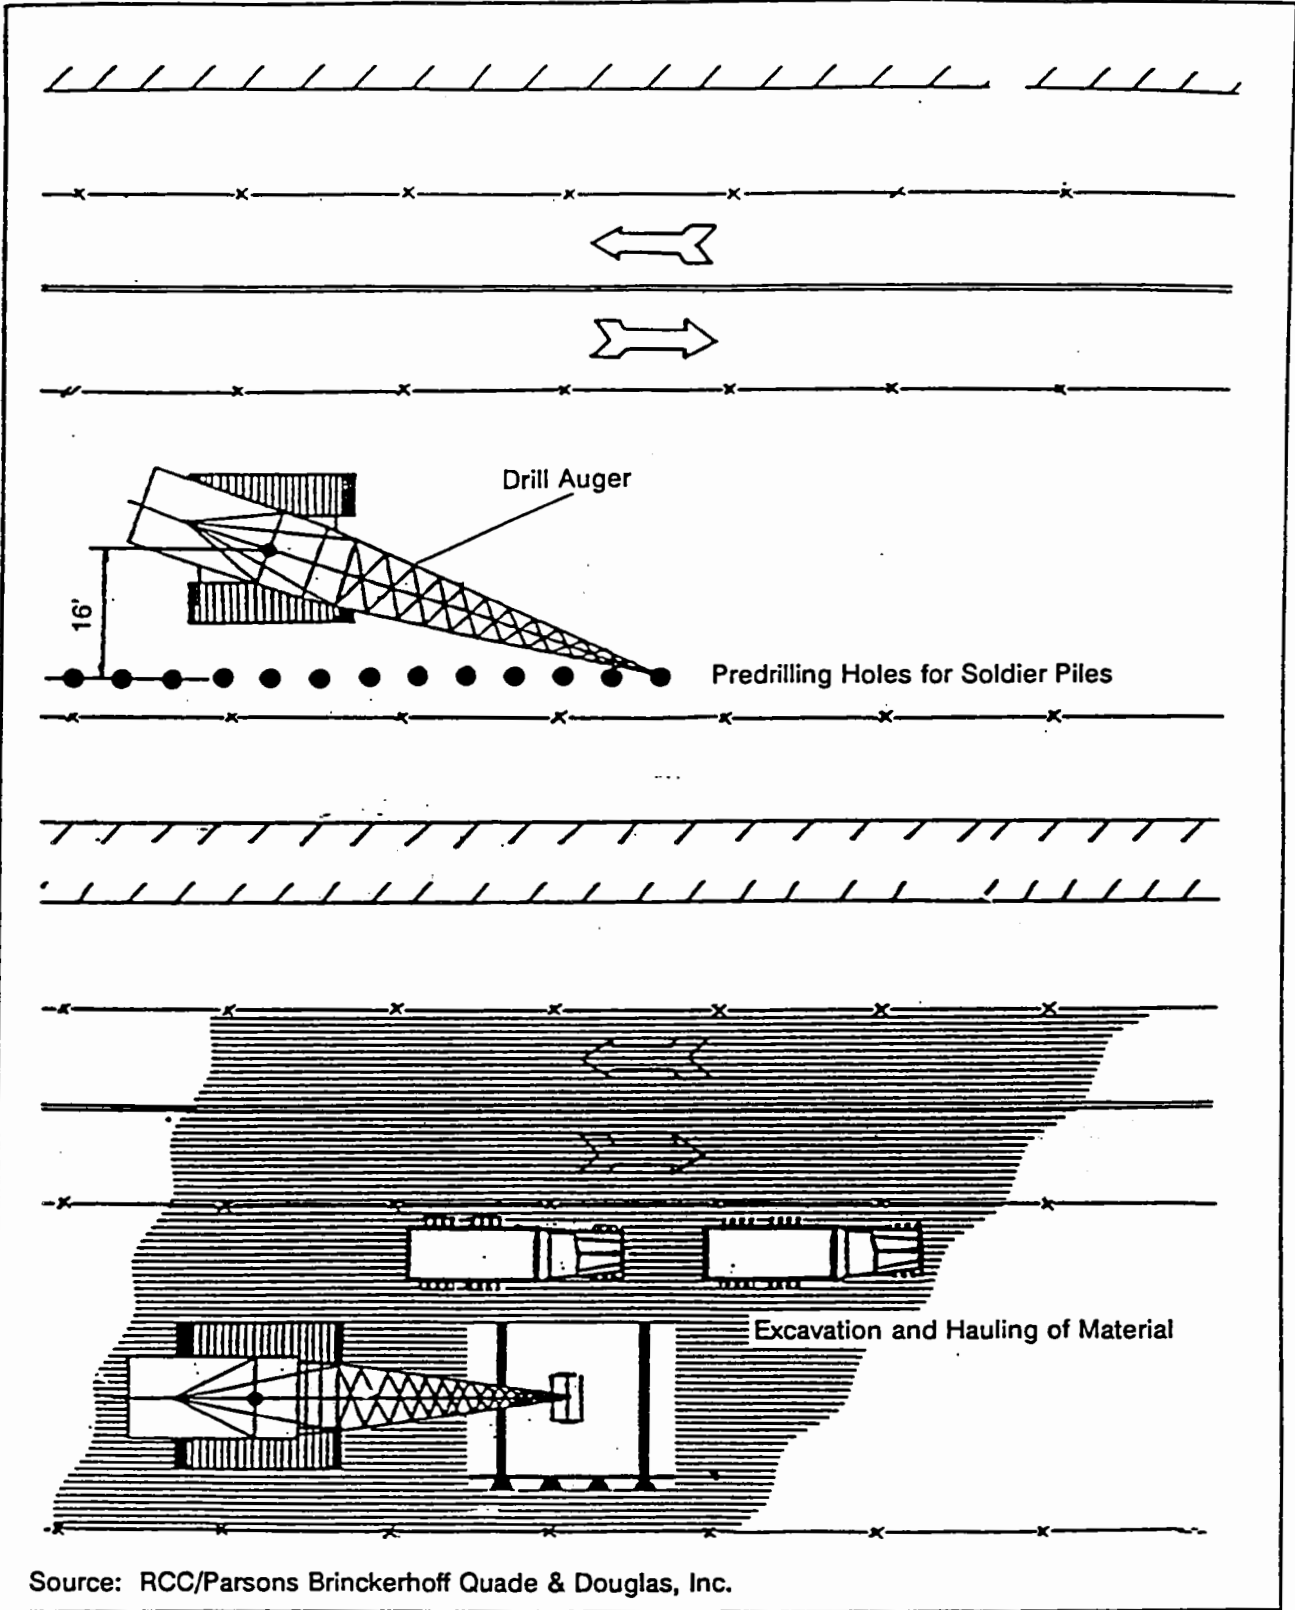 Drill Auger
16'
Predrilling Holes for Soldier Piles
Excavation and Hauling of Material
Source: RCC/Parsons Brinckerhoff Quade & Douglas, Inc.